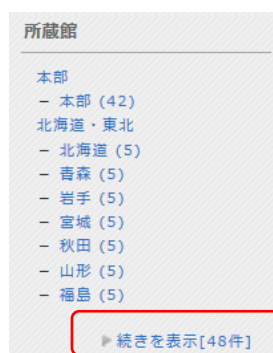 所蔵館
本部
− 本部 (42)
北海道・東北
− 北海道 (5)
− 青森 (5)
− 岩手 (5)
− 宮城 (5)
− 秋田 (5)
− 山形 (5)
− 福島 (5)
▶続きを表示[48件]